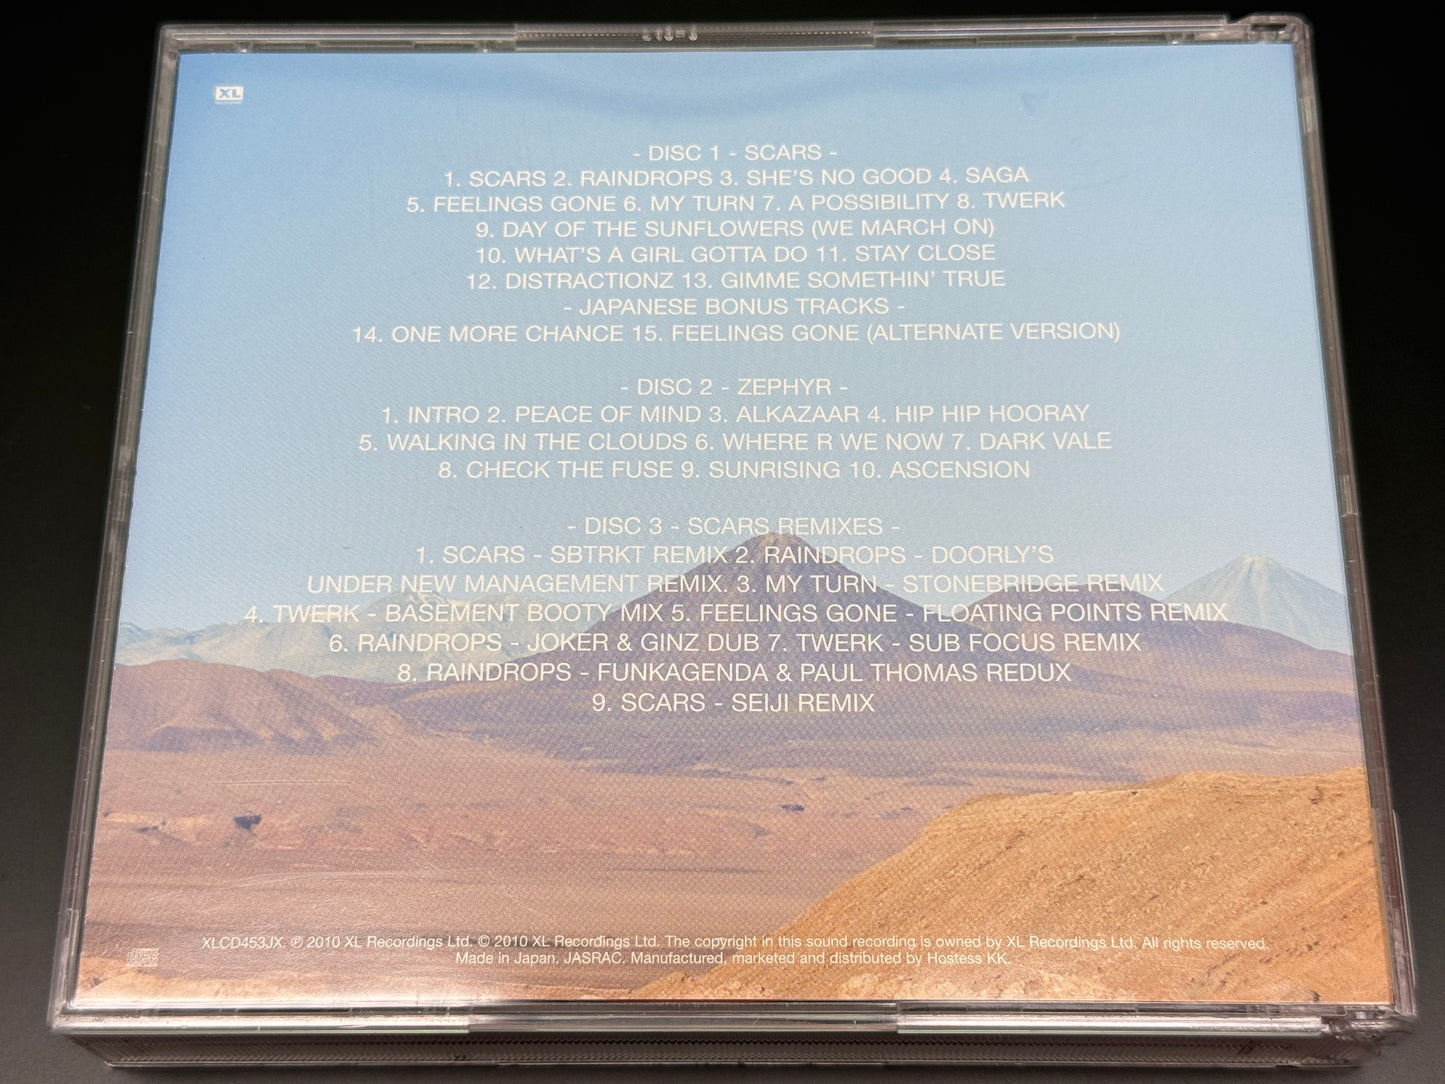 XL
- DISC 1 - SCARS -
1. SCARS 2. RAINDROPS 3. SHE'S NO GOOD 4. SAGA
5. FEELINGS GONE 6. MY TURN 7. A POSSIBILITY 8. TWERK
9. DAY OF THE SUNFLOWERS (WE MARCH ON)
10. WHAT'S A GIRL GOTTA DO 11. STAY CLOSE
12. DISTRACTIONZ 13. GIMME SOMETHIN' TRUE
- JAPANESE BONUS TRACKS -
14. ONE MORE CHANCE 15. FEELINGS GONE (ALTERNATE VERSION)
- DISC 2 - ZEPHYR -
1. INTRO 2. PEACE OF MIND 3. ALKAZAAR 4. HIP HIP HOORAY
5. WALKING IN THE CLOUDS 6. WHERE R WE NOW 7. DARK VALE
8. CHECK THE FUSE 9. SUNRISING 10. ASCENSION
- DISC 3 - SCARS REMIXES -
1. SCARS - SBTRKT REMIX 2. RAINDROPS - DOORLY'S
UNDER NEW MANAGEMENT REMIX. 3. MY TURN - STONEBRIDGE REMIX
4. TWERK - BASEMENT BOOTY MIX 5. FEELINGS GONE - FLOATING POINTS REMIX
6. RAINDROPS - JOKER & GINZ DUB 7. TWERK - SUB FOCUS REMIX
8. RAINDROPS - FUNKAGENDA & PAUL THOMAS REDUX
9. SCARS - SEIJI REMIX
XLCD453JX. ℗ 2010 XL Recordings Ltd. © 2010 XL Recordings Ltd. The copyright in this sound recording is owned by XL Recordings Ltd. All rights reserved.
Made in Japan. JASRAC. Manufactured, marketed and distributed by Hostess KK.